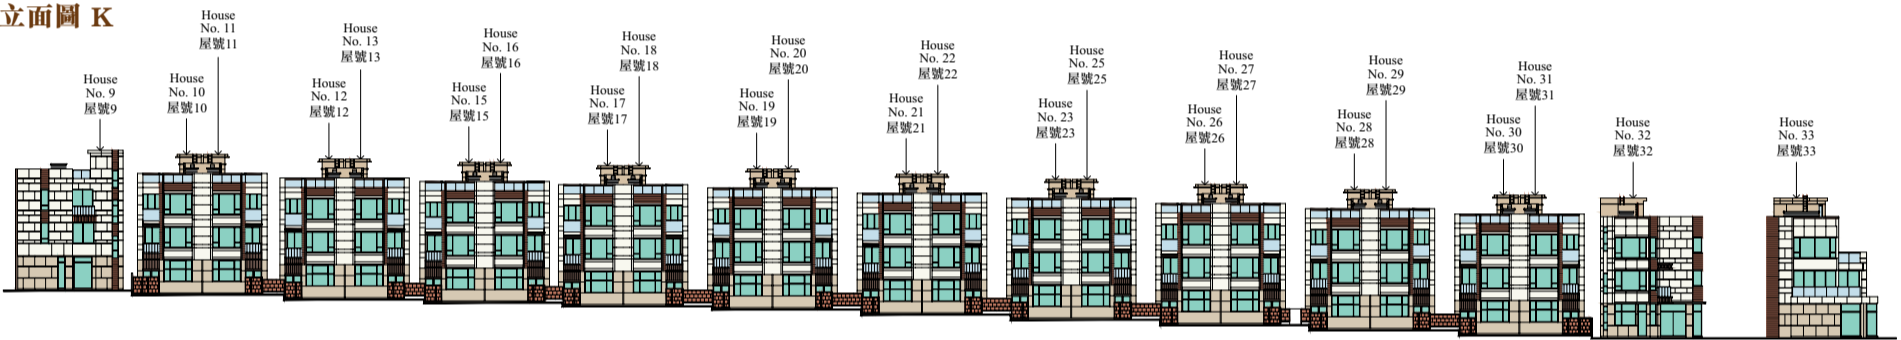 立面圖 K
House
No. 9
屋號9
House
No. 10
屋號10
House
No. 11
屋號11
House
No. 12
屋號12
House
No. 13
屋號13
House
No. 15
屋號15
House
No. 16
屋號16
House
No. 17
屋號17
House
No. 18
屋號18
House
No. 19
屋號19
House
No. 20
屋號20
House
No. 21
屋號21
House
No. 22
屋號22
House
No. 23
屋號23
House
No. 25
屋號25
House
No. 26
屋號26
House
No. 27
屋號27
House
No. 28
屋號28
House
No. 29
屋號29
House
No. 30
屋號30
House
No. 31
屋號31
House
No. 32
屋號32
House
No. 33
屋號33